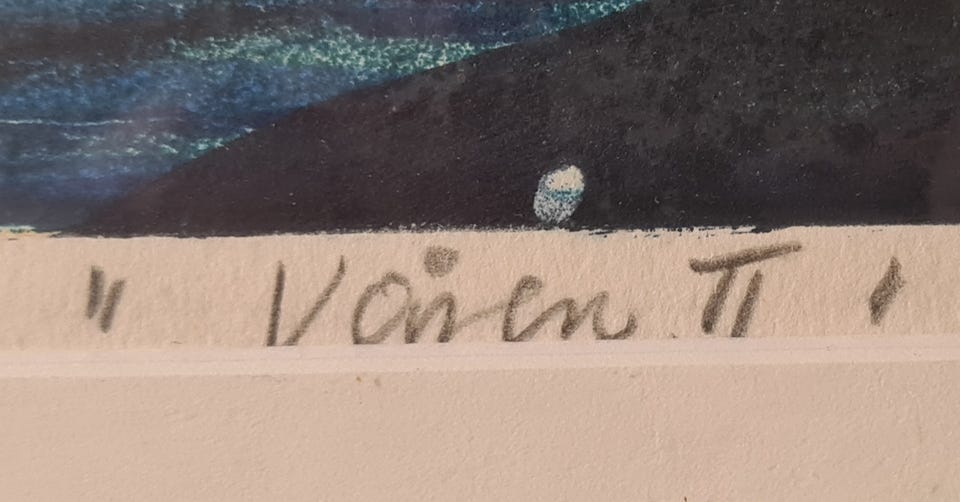 " Våren II "